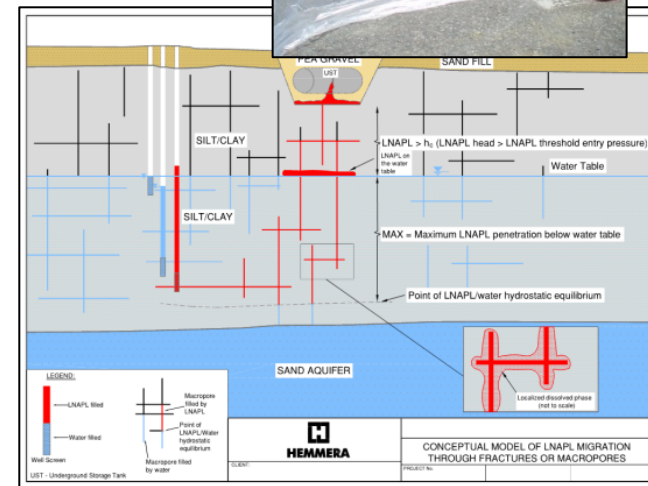 PEA GRAVEL
UST
SAND FILL
SILT/CLAY
LNAPL > hc (LNAPL head > LNAPL threshold entry pressure)
LNAPL on
the water
table
Water Table
SILT/CLAY
MAX = Maximum LNAPL penetration below water table
Point of LNAPL/water hydrostatic equilibrium
SAND AQUIFER
Localized dissolved phase
(not to scale)
LEGEND:
LNAPL filled
Water filled
Well Screen
Macropore
filled by
LNAPL
Point of
LNAPL/Water
hydrostatic
equilibrium
Macropore filled
by water
UST - Underground Storage Tank
HEMMERA
CLIENT:
CONCEPTUAL MODEL OF LNAPL MIGRATION
THROUGH FRACTURES OR MACROPORES
PROJECT No.